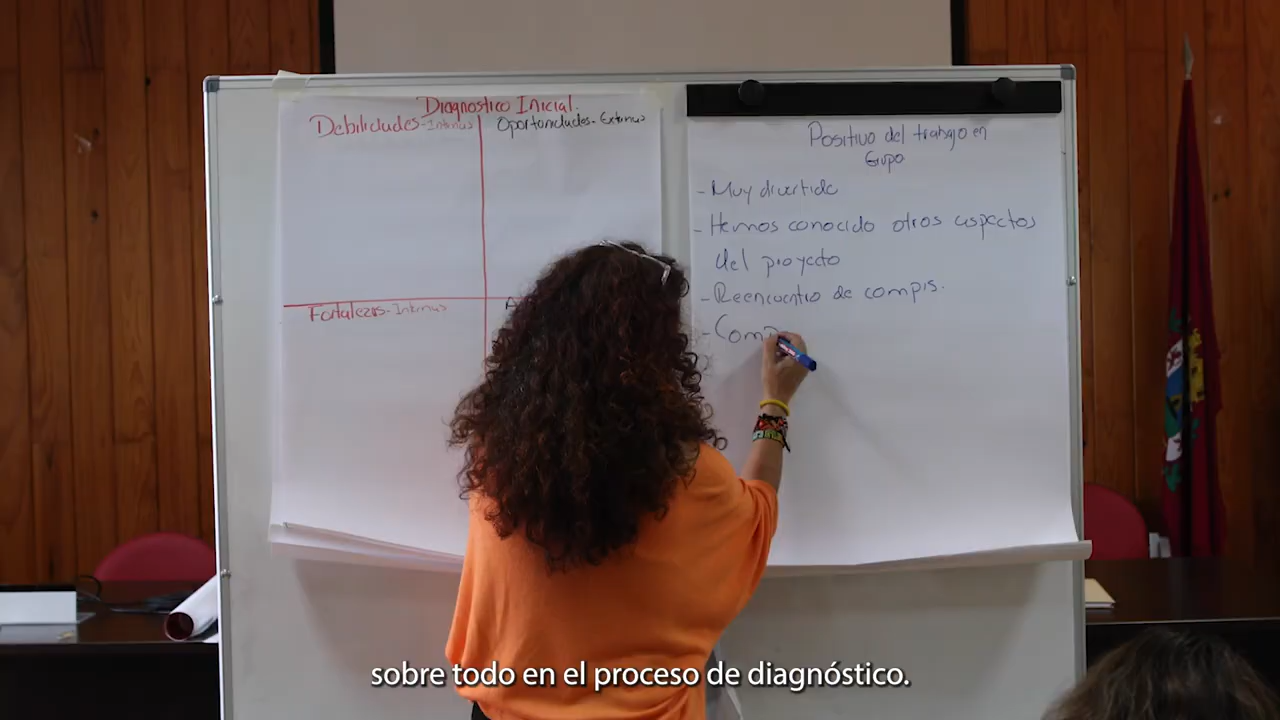 Diagnostico Inicial.
Debilidades - Internas
Oportunidades - Externas
Fortalezas - Internas
Positivo del trabajo en
Grupo
- Muy divertido
- Hemos conocido otros aspectos
del proyecto
- Reencuentro de compis.
- Comp
sobre todo en el proceso de diagnóstico.